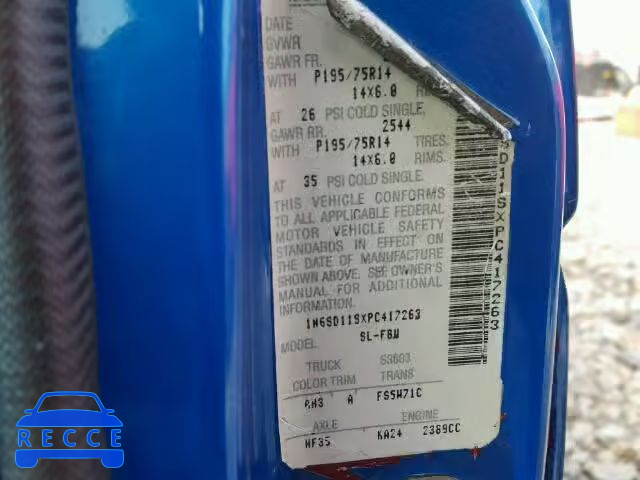 DATE
GVWR
GAWR FR.
WITH P195/75R14
14X6.0
AT 26 PSI COLD SINGLE,
GAWR RR. 2544
WITH P195/75R14 TIRES,
14X6.0 RIMS,
AT 35 PSI COLD SINGLE.
THIS VEHICLE CONFORMS
TO ALL APPLICABLE FEDERAL
MOTOR VEHICLE SAFETY
STANDARDS IN EFFECT ON
THE DATE OF MANUFACTURE
SHOWN ABOVE. SEE OWNER'S
MANUAL FOR ADDITIONAL
1N6SD11SXPC417263
MODEL SL-FBW
TRUCK S3603
COLOR TRIM TRANS
AH3 A FS5W71C
AXLE ENGINE
HF35 KA24 2389CC
D11SXPC417263
RECCE